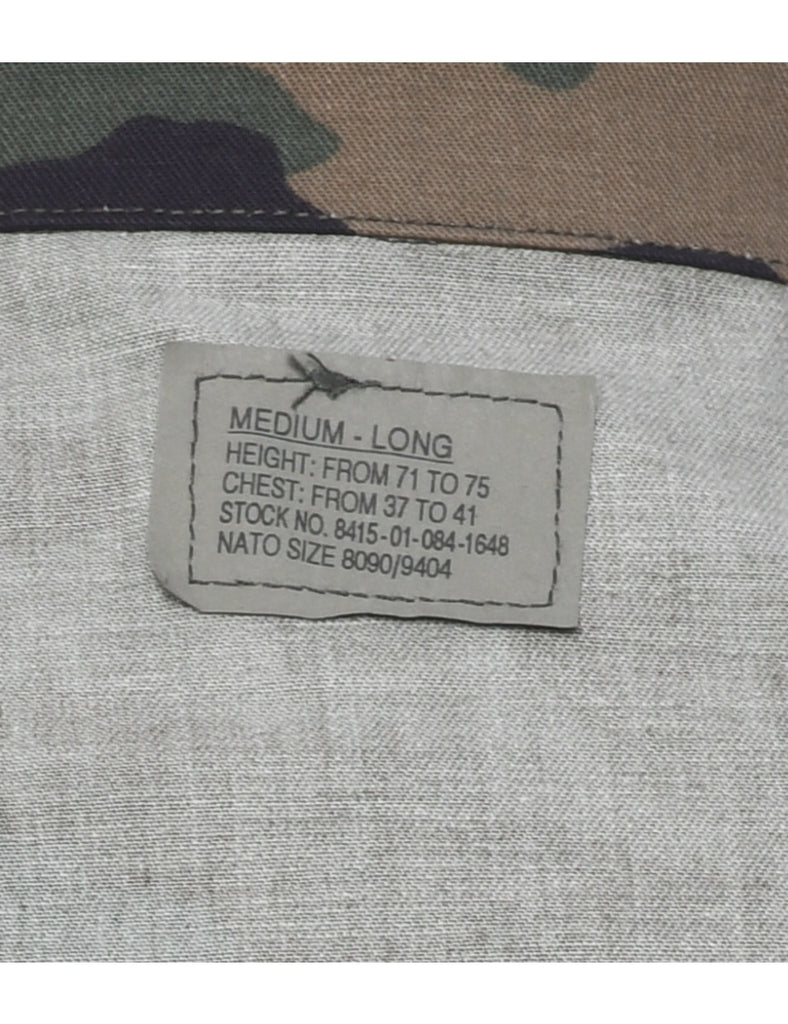 MEDIUM - LONG
HEIGHT: FROM 71 TO 75
CHEST: FROM 37 TO 41
STOCK NO. 8415-01-084-1648
NATO SIZE 8090/9404